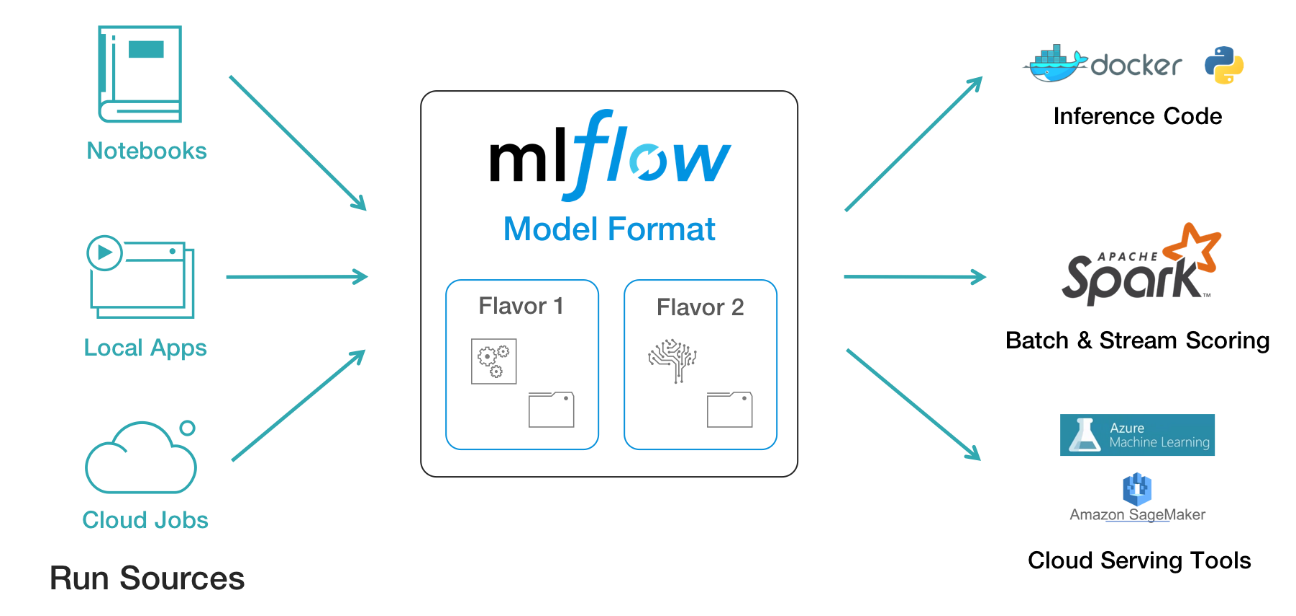 Notebooks
Local Apps
Cloud Jobs
Run Sources
mlflow
Model Format
Flavor 1
Flavor 2
docker
Inference Code
APACHE
Spark™
Batch & Stream Scoring
Azure
Machine Learning
Amazon SageMaker
Cloud Serving Tools